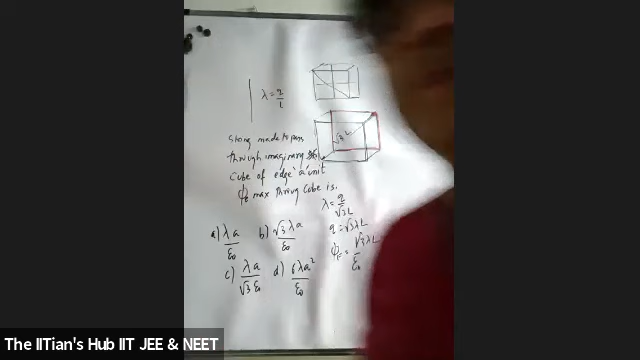 λ = q/L
string made to pass
through imaginary
cube of edge 'a' unit
max throug cube is.
λ = q/√3L
q = √3λL
√3 L
a) λa/ε₀ b) √3λa/ε₀
= √3λL/ε₀
c) λa/√3ε₀ d) 6λa²/ε₀
The IITian's Hub IIT JEE & NEET